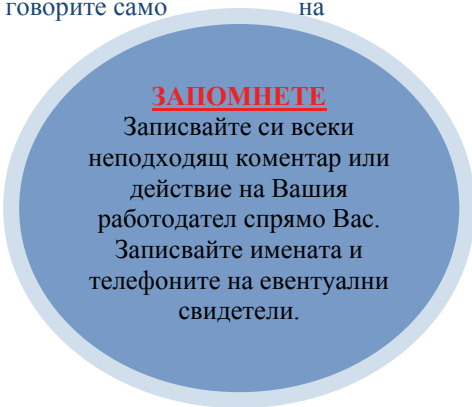 говорите само на
ЗАПОМНЕТЕ
Записвайте си всеки
неподходящ коментар или
действие на Вашия
работодател спрямо Вас.
Записвайте имената и
телефоните на евентуални
свидетели.